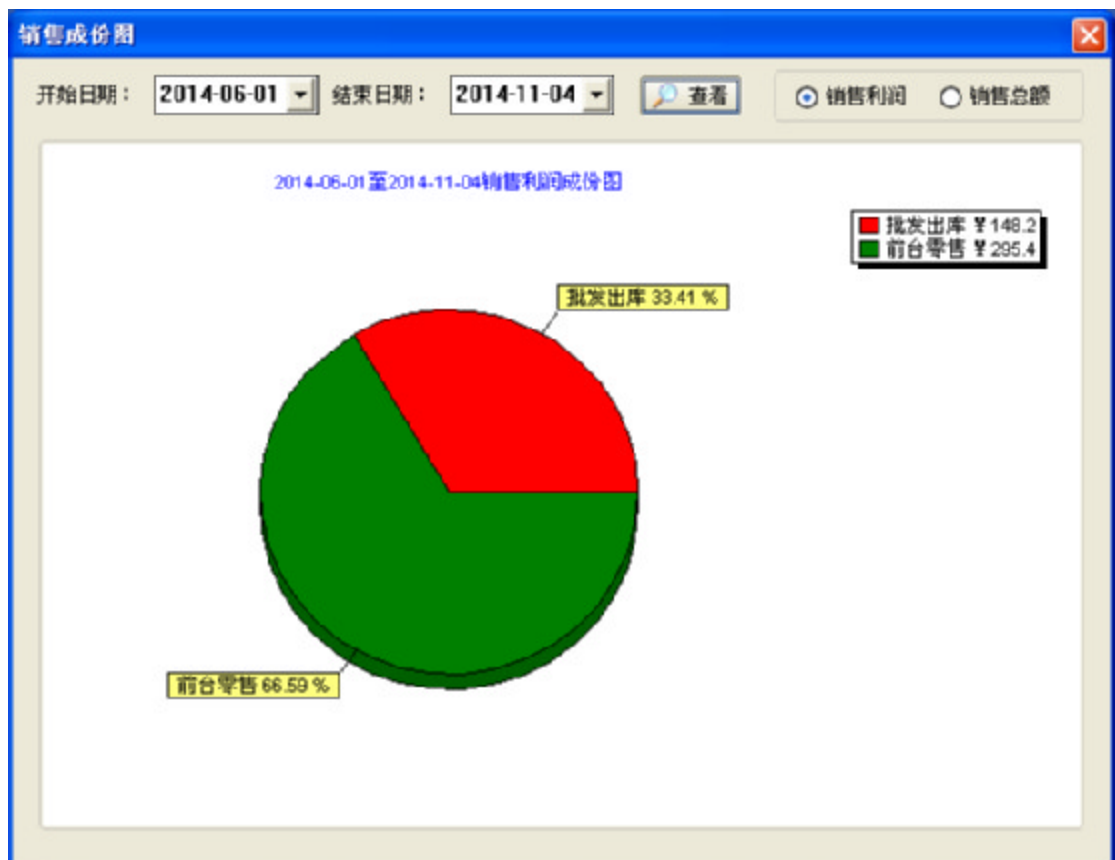 销售成份图
开始日期： 2014-06-01 结束日期： 2014-11-04 查看 销售利润 销售总额
2014-06-01至2014-11-04销售利润成份图
批发出库 ¥148.2
前台零售 ¥295.4
批发出库 33.41 %
前台零售 66.59 %